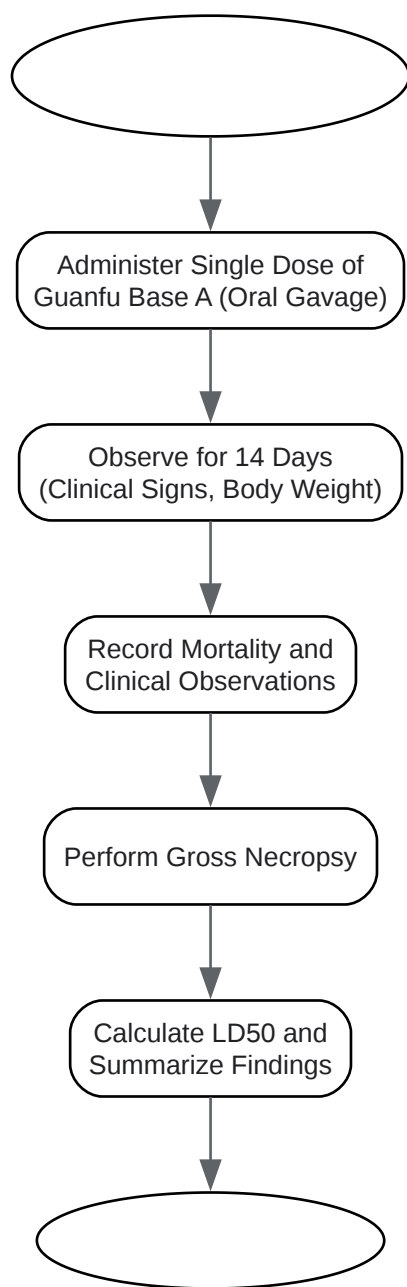 Administer Single Dose of
Guanfu Base A (Oral Gavage)
Observe for 14 Days
(Clinical Signs, Body Weight)
Record Mortality and
Clinical Observations
Perform Gross Necropsy
Calculate LD50 and
Summarize Findings